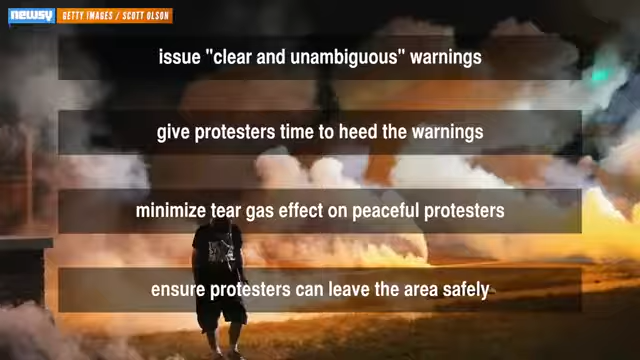 newsy
GETTY IMAGES / SCOTT OLSON
issue "clear and unambiguous" warnings
give protesters time to heed the warnings
minimize tear gas effect on peaceful protesters
ensure protesters can leave the area safely